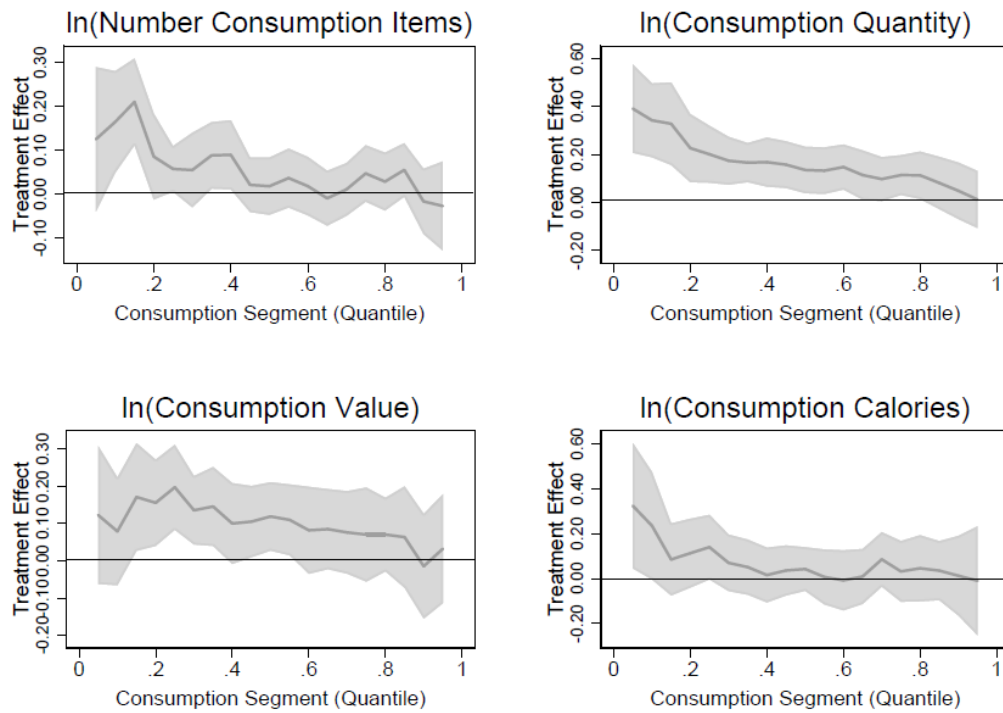 ln(Number Consumption Items)
Treatment Effect
-0.10 0.00 0.10 0.20 0.30
0 .2 .4 .6 .8 1
Consumption Segment (Quantile)
ln(Consumption Quantity)
Treatment Effect
-0.20 0.00 0.20 0.40 0.60
0 .2 .4 .6 .8 1
Consumption Segment (Quantile)
ln(Consumption Value)
Treatment Effect
-0.20 -0.10 0.00 0.10 0.20 0.30
0 .2 .4 .6 .8 1
Consumption Segment (Quantile)
ln(Consumption Calories)
Treatment Effect
-0.20 0.00 0.20 0.40 0.60
0 .2 .4 .6 .8 1
Consumption Segment (Quantile)